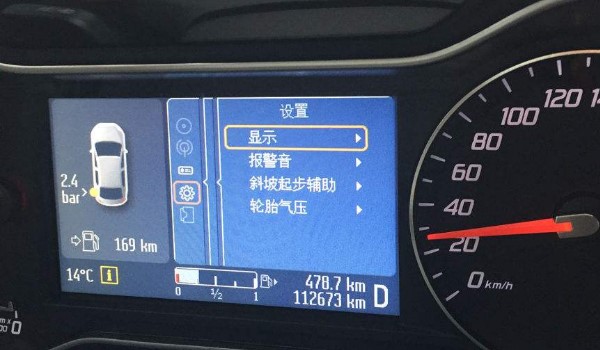 设置
显示
报警音
斜坡起步辅助
轮胎气压
2.4
bar
169 km
14°C i
0 1/2 1
478.7 km
112673 km D
120
100
80
60
40
20
0 km/h